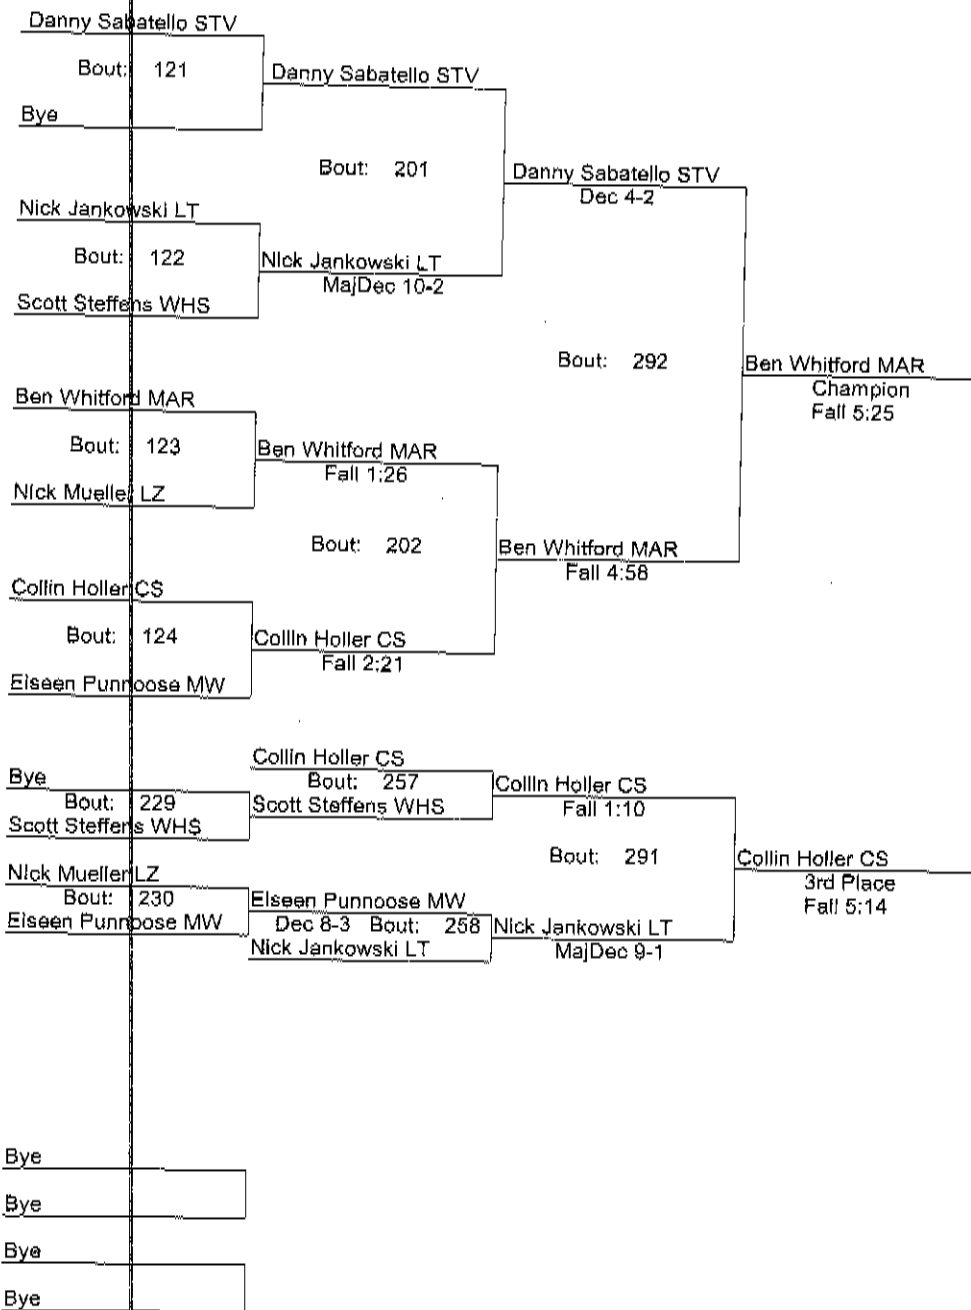 Danny Sabatello STV
Bout: 121
Danny Sabatello STV
Bye
Bout: 201
Danny Sabatello STV
Dec 4-2
Nick Jankowski LT
Bout: 122
Nick Jankowski LT
MajDec 10-2
Scott Steffens WHS
Bout: 292
Ben Whitford MAR
Champion
Fall 5:25
Ben Whitford MAR
Bout: 123
Ben Whitford MAR
Fall 1:26
Nick Mueller LZ
Bout: 202
Ben Whitford MAR
Fall 4:58
Collin Holler CS
Bout: 124
Collin Holler CS
Fall 2:21
Elseen Punnoose MW
Collin Holler CS
Bye
Bout: 257
Collin Holler CS
Bout: 229
Scott Steffens WHS
Fall 1:10
Scott Steffens WHS
Bout: 291
Collin Holler CS
3rd Place
Fall 5:14
Nick Mueller LZ
Bout: 230
Elseen Punnoose MW
Elseen Punnoose MW
Dec 8-3 Bout: 258
Nick Jankowski LT
Nick Jankowski LT
MajDec 9-1
Bye
Bye
Bye
Bye